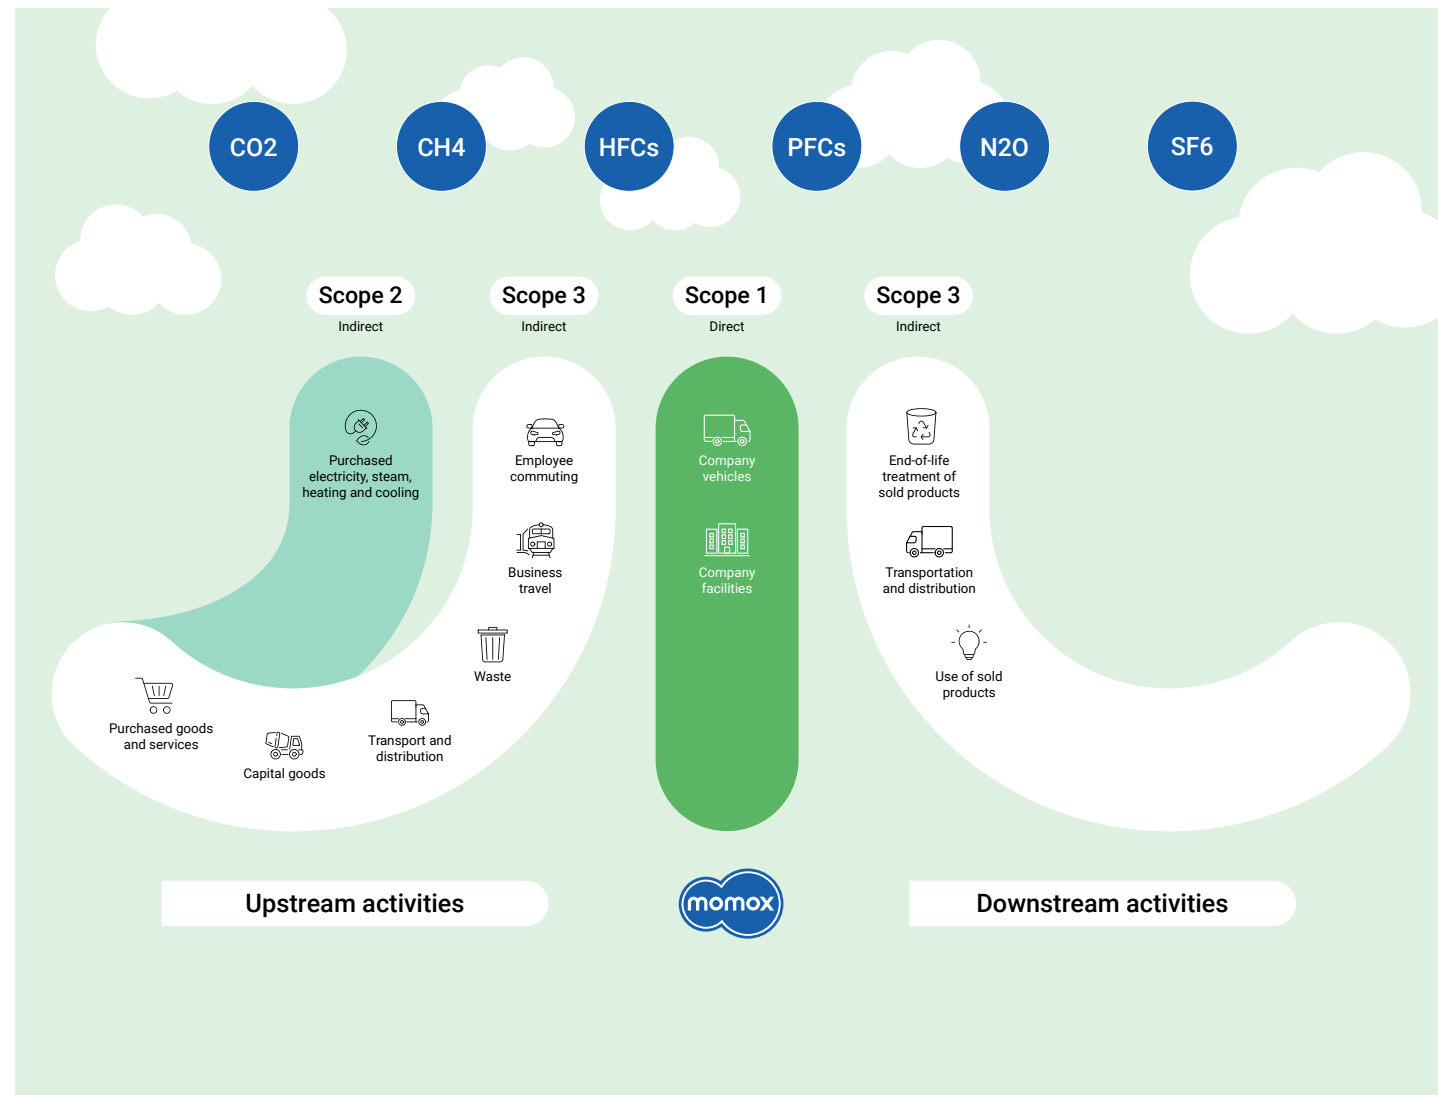 CO2
CH4
HFCs
PFCs
N2O
SF6
Scope 2
Indirect
Scope 3
Indirect
Scope 1
Direct
Scope 3
Indirect
Purchased
electricity, steam,
heating and cooling
Employee
commuting
Business
travel
Waste
Transport and
distribution
Capital goods
Purchased goods
and services
Company
vehicles
Company
facilities
End-of-life
treatment of
sold products
Transportation
and distribution
Use of sold
products
Upstream activities
momox
Downstream activities